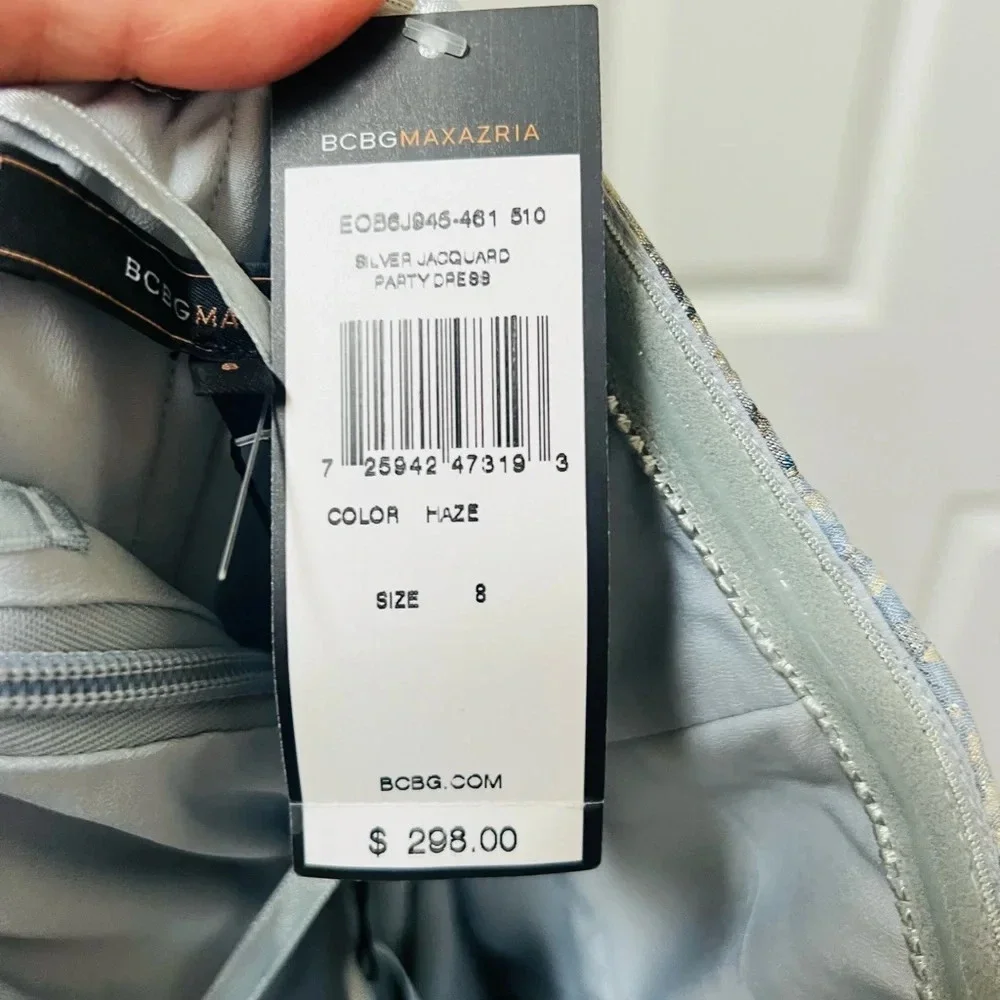 BCBGMAXAZRIA
EOB6J945-461 510
SILVER JACQUARD
PARTY DRESS
7 25942 47319 3
COLOR HAZE
SIZE 8
BCBG.COM
$ 298.00
BCBGMA